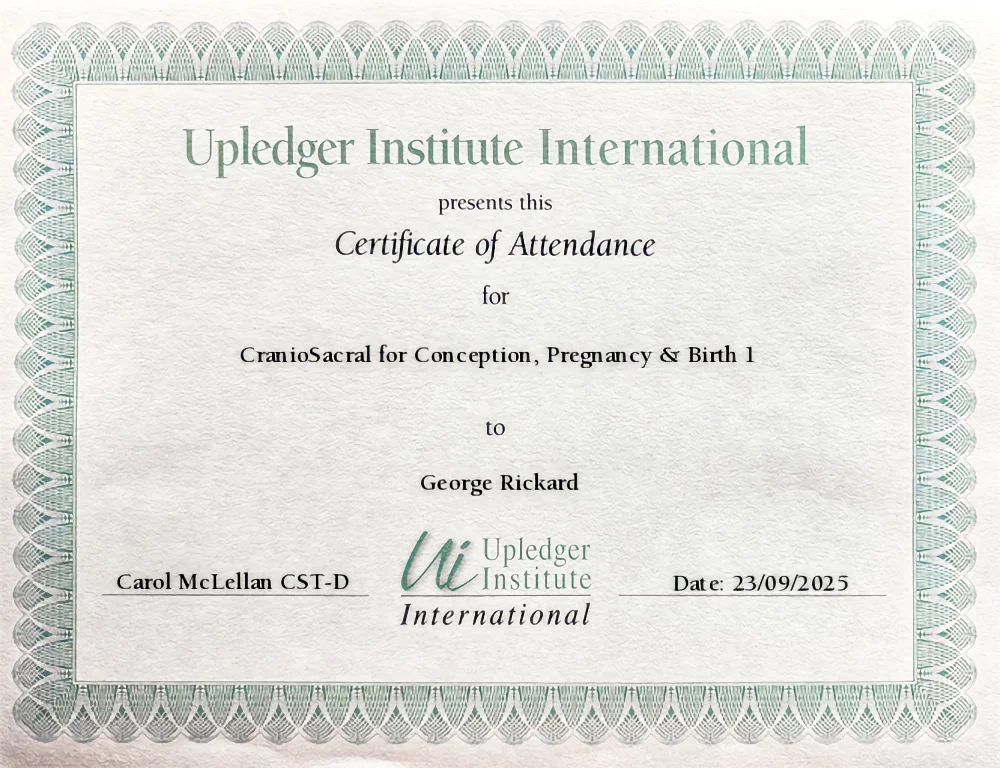 Upledger Institute International
presents this
Certificate of Attendance
for
CranioSacral for Conception, Pregnancy & Birth 1
to
George Rickard
Ui Upledger
Institute
International
Carol McLellan CST-D
Date: 23/09/2025